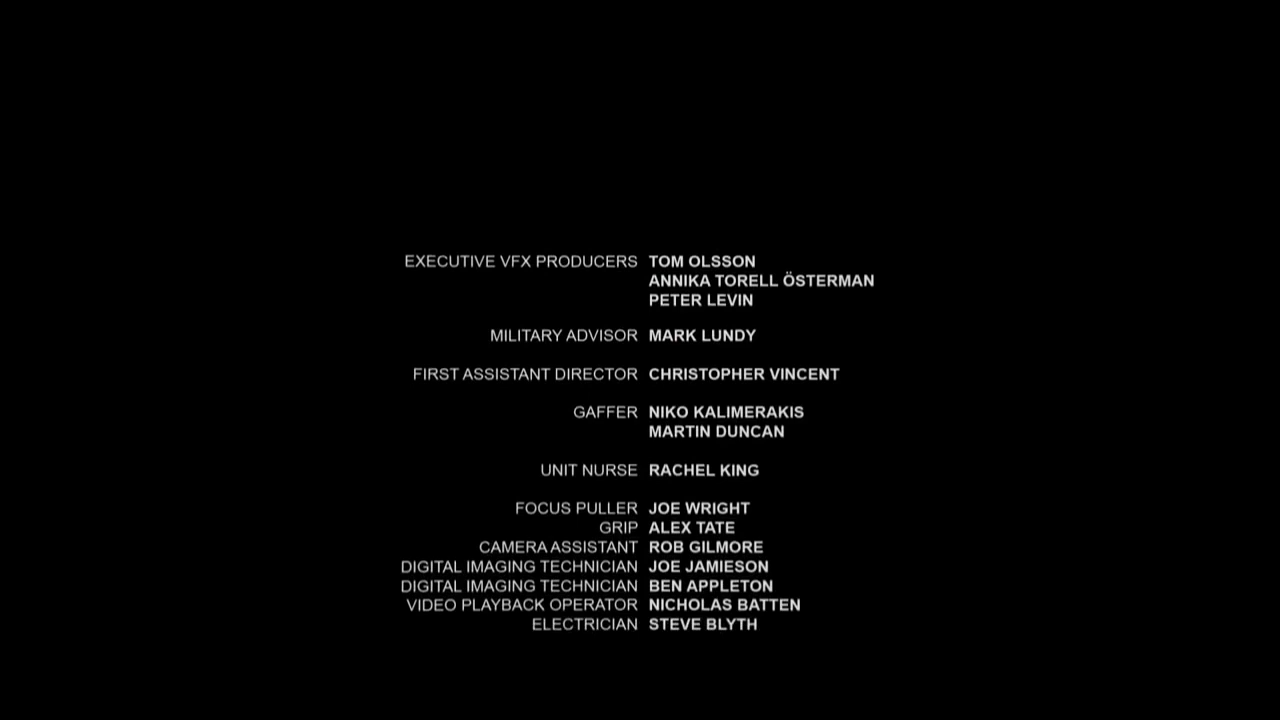 EXECUTIVE VFX PRODUCERS TOM OLSSON
ANNIKA TORELL ÖSTERMAN
PETER LEVIN
MILITARY ADVISOR MARK LUNDY
FIRST ASSISTANT DIRECTOR CHRISTOPHER VINCENT
GAFFER NIKO KALIMERAKIS
MARTIN DUNCAN
UNIT NURSE RACHEL KING
FOCUS PULLER JOE WRIGHT
GRIP ALEX TATE
CAMERA ASSISTANT ROB GILMORE
DIGITAL IMAGING TECHNICIAN JOE JAMIESON
DIGITAL IMAGING TECHNICIAN BEN APPLETON
VIDEO PLAYBACK OPERATOR NICHOLAS BATTEN
ELECTRICIAN STEVE BLYTH